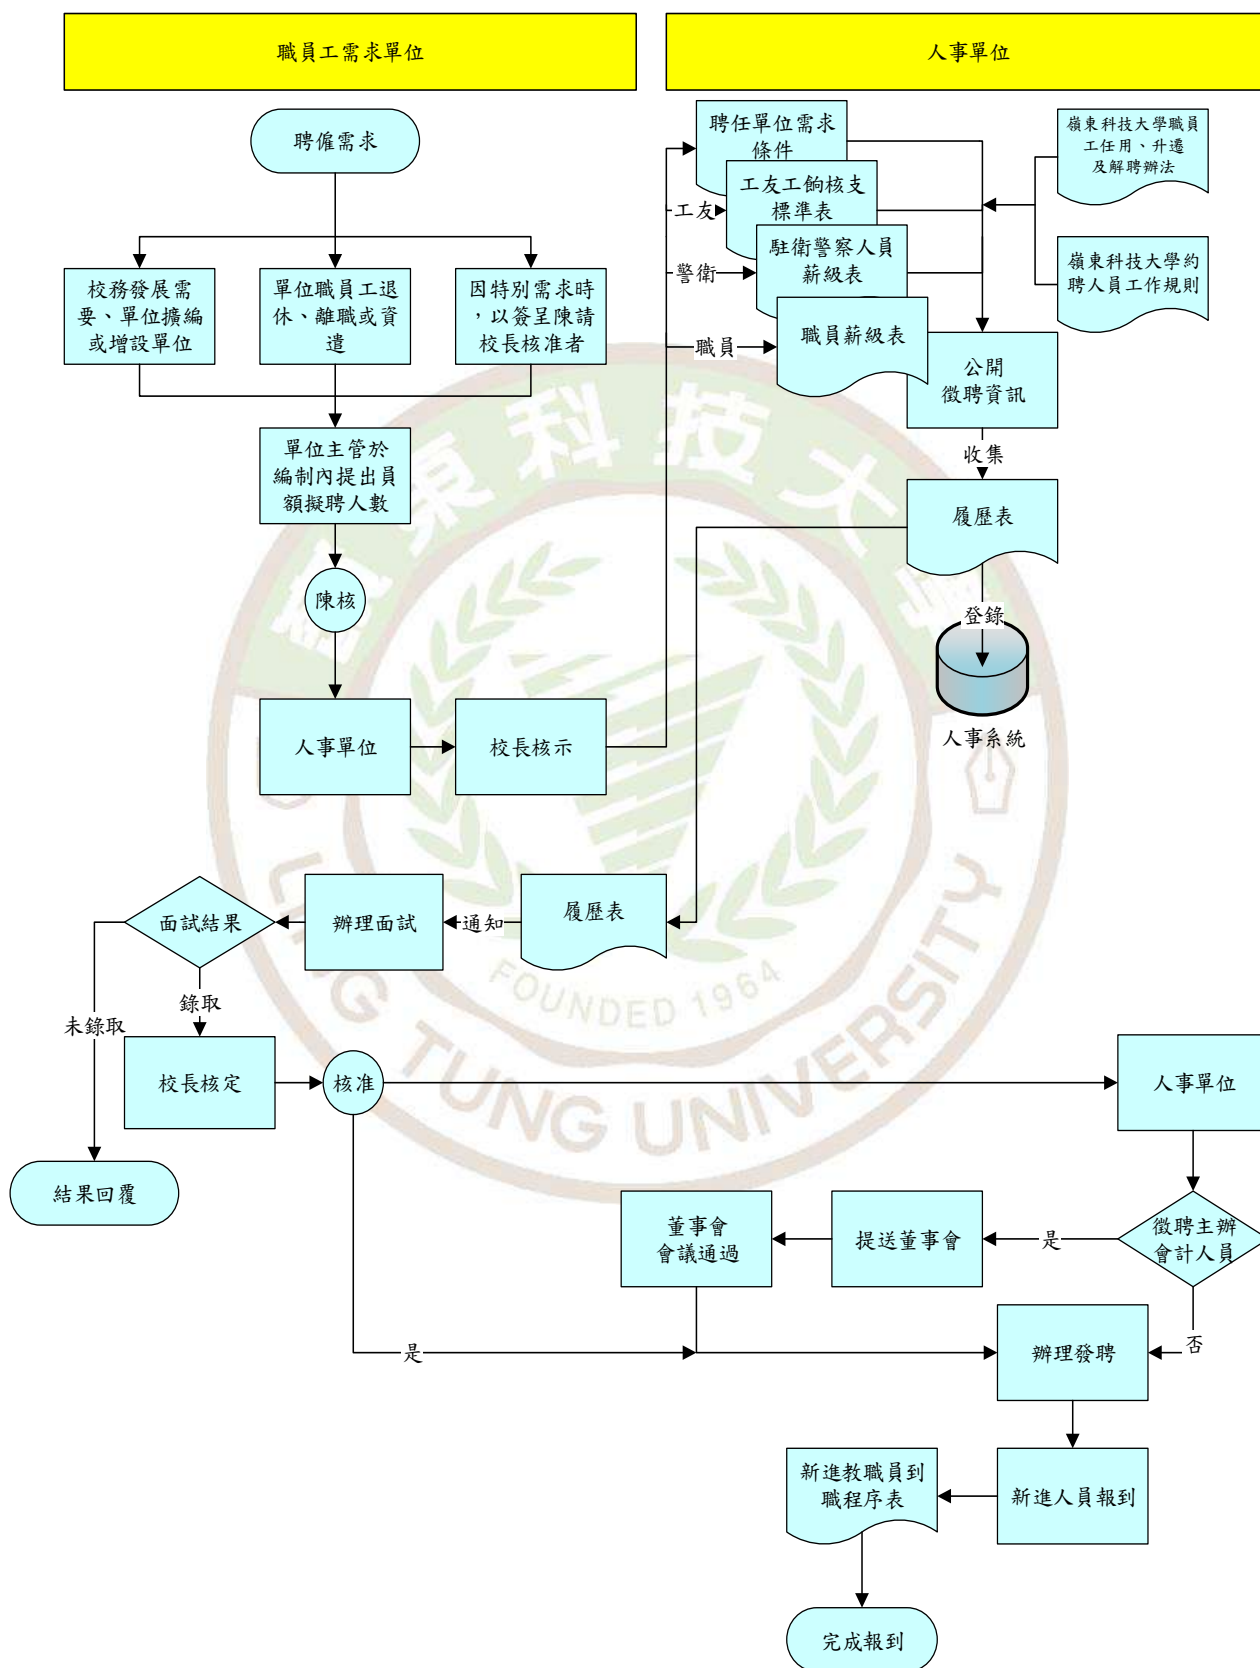 職員工需求單位
人事單位
聘僱需求
校務發展需
要、單位擴編
或增設單位
單位職員工退
休、離職或資
遣
因特別需求時
，以簽呈陳請
校長核准者
單位主管於
編制內提出員
額擬聘人數
陳核
人事單位
校長核示
聘任單位需求
條件
工友
工友工餉核支
標準表
警衛
駐衛警察人員
薪級表
職員
職員薪級表
嶺東科技大學職員
工任用、升遷
及解聘辦法
嶺東科技大學約
聘人員工作規則
公開
徵聘資訊
收集
履歷表
登錄
人事系統
履歷表
通知
辦理面試
面試結果
錄取
未錄取
校長核定
核准
結果回覆
人事單位
徵聘主辦
會計人員
是
提送董事會
董事會
會議通過
否
是
辦理發聘
新進人員報到
新進教職員到
職程序表
完成報到
東科技大
LING TUNG UNIVERSITY
FOUNDED 1964